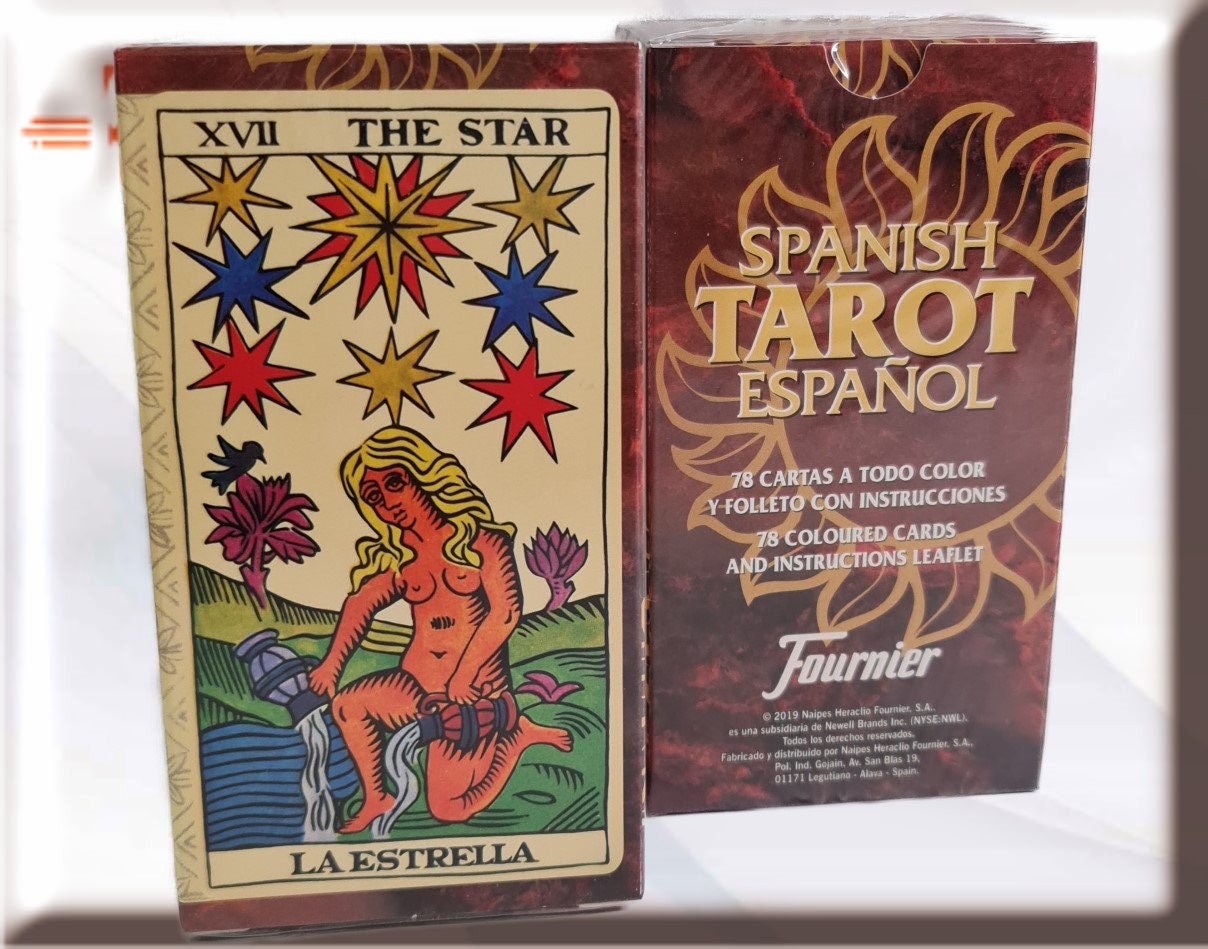 XVII THE STAR
LA ESTRELLA
SPANISH
TAROT
ESPAÑOL
78 CARTAS A TODO COLOR
Y FOLLETO CON INSTRUCCIONES
78 COLOURED CARDS
AND INSTRUCTIONS LEAFLET
Fournier
© 2019 Naipes Heraclio Fournier, S.A.,
es una subsidiaria de Newell Brands Inc. (NYSE:NWL).
Todos los derechos reservados.
Fabricado y distribuido por Naipes Heraclio Fournier, S.A.,
Pol. Ind. Gojain, Av. San Blas 19,
01171 Legutiano - Alava - Spain.